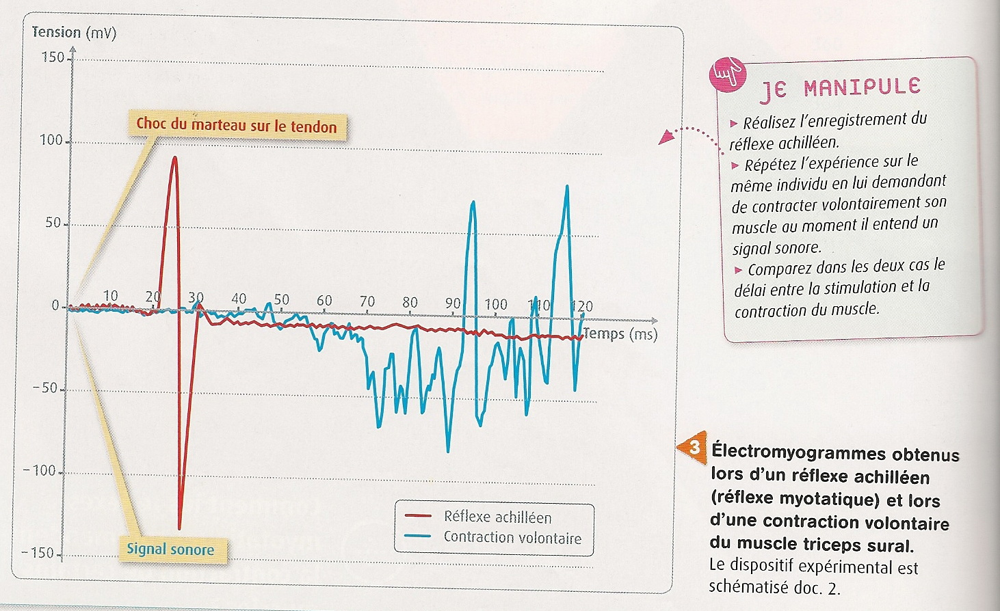 Tension (mV)
150
100
50
0
-50
-100
-150
Choc du marteau sur le tendon
10 20 30 40 50 60 70 80 90 100 110 120
Temps (ms)
Signal sonore
Réflexe achilléen
Contraction volontaire
JE MANIPULE
Réalisez l'enregistrement du
réflexe achilléen.
Répétez l'expérience sur le
même individu en lui demandant
de contracter volontairement son
muscle au moment il entend un
signal sonore.
Comparez dans les deux cas le
délai entre la stimulation et la
contraction du muscle.
3
Électromyogrammes obtenus
lors d'un réflexe achilléen
(réflexe myotatique) et lors
d'une contraction volontaire
du muscle triceps sural.
Le dispositif expérimental est
schématisé doc. 2.